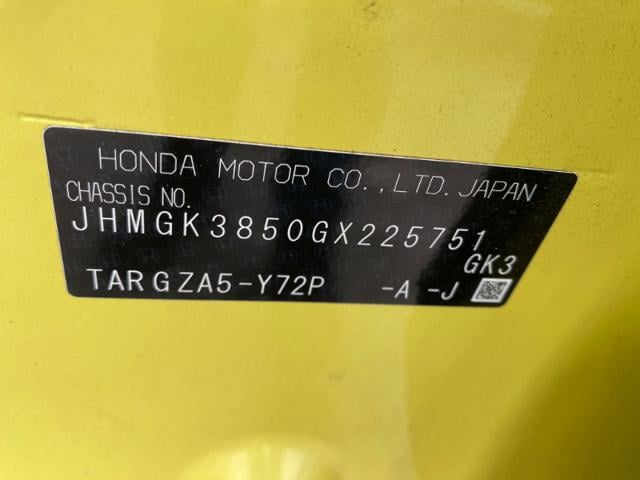 HONDA MOTOR CO.,LTD. JAPAN
CHASSIS NO.
JHMGK3850GX225751
GK3
TARGZA5-Y72P -A -J